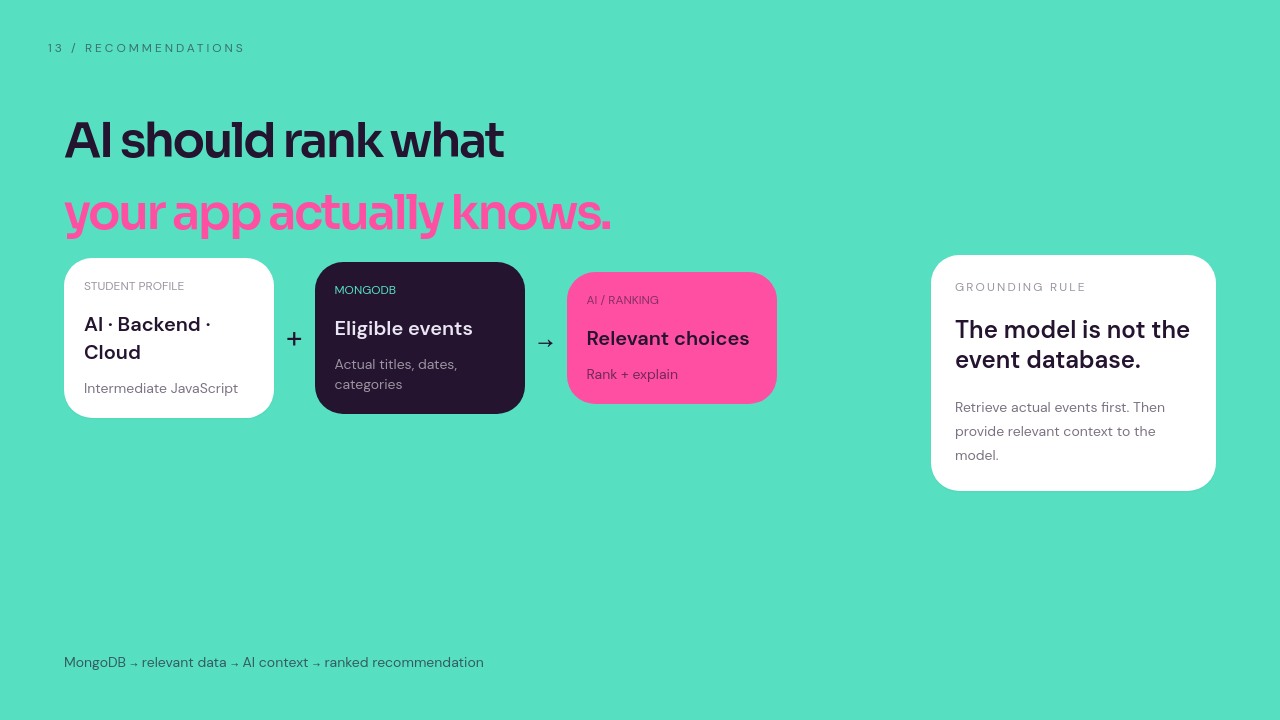 13 / RECOMMENDATIONS
AI should rank what
your app actually knows.
STUDENT PROFILE
AI · Backend ·
Cloud
Intermediate JavaScript
+
MONGODB
Eligible events
Actual titles, dates,
categories
→
AI / RANKING
Relevant choices
Rank + explain
GROUNDING RULE
The model is not the
event database.
Retrieve actual events first. Then
provide relevant context to the
model.
MongoDB → relevant data → AI context → ranked recommendation